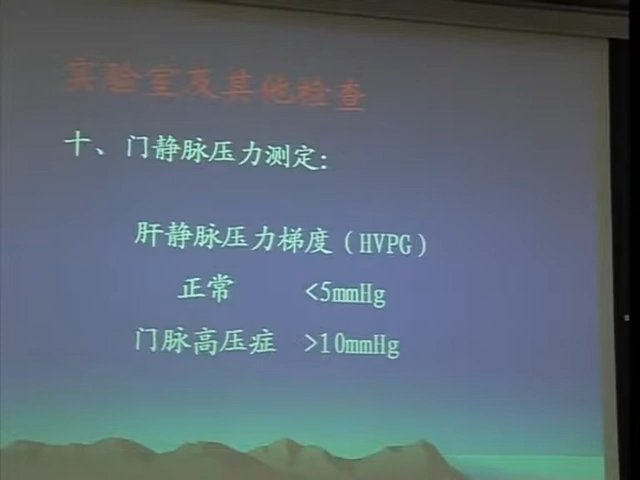 实验室及其他检查
十、门静脉压力测定:
肝静脉压力梯度(HVPG)
正常 <5mmHg
门脉高压症 >10mmHg